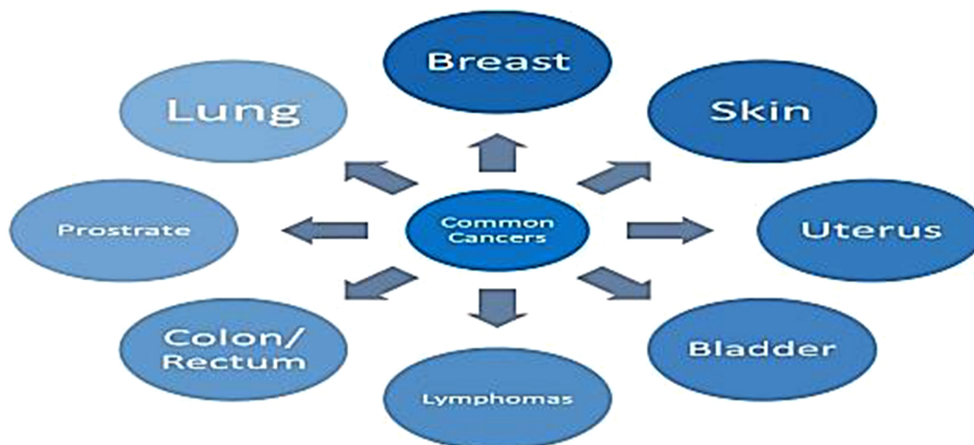 Breast
Lung
Skin
Prostrate
Common
Cancers
Uterus
Colon/
Rectum
Bladder
Lymphomas